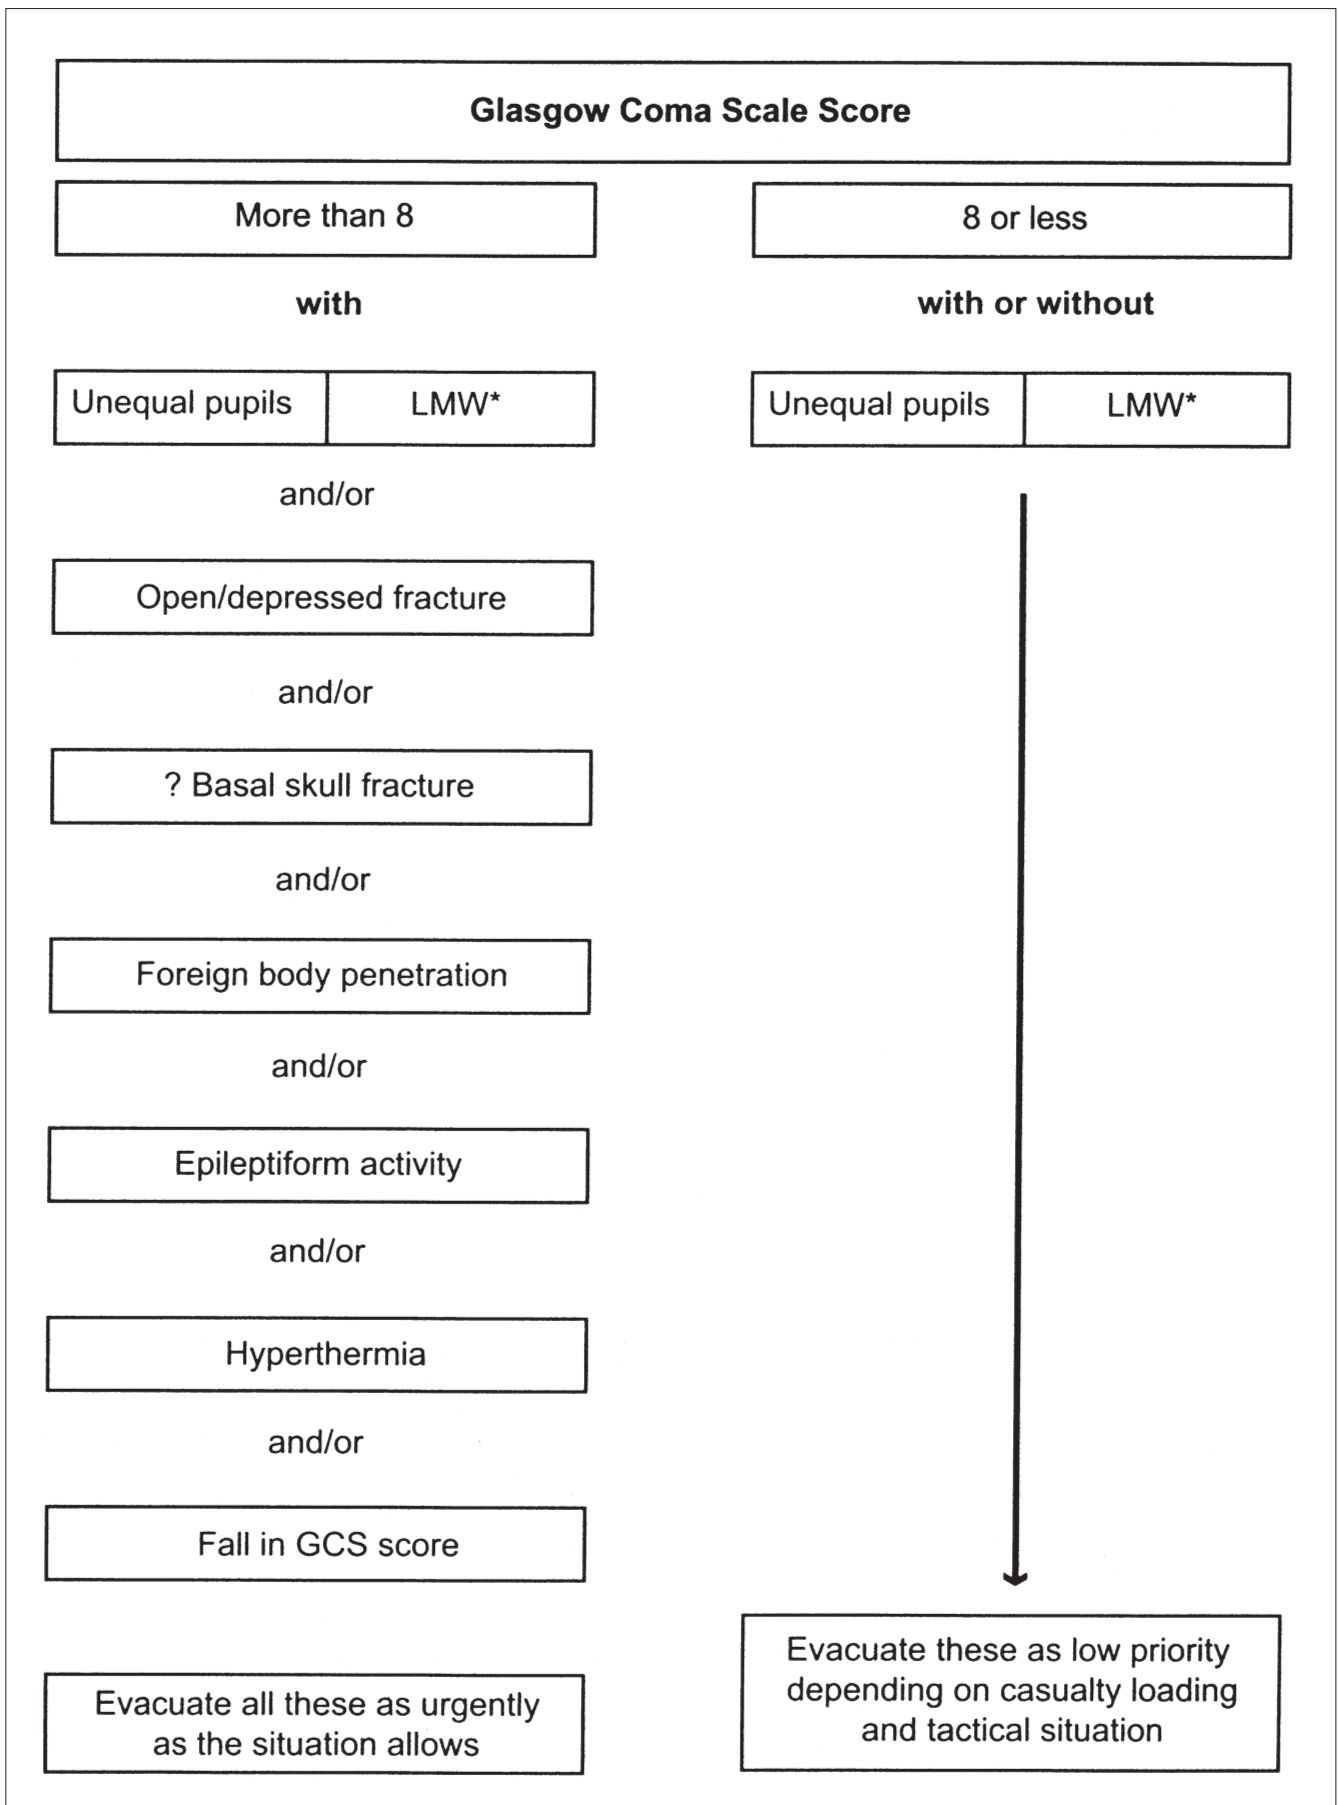 Glasgow Coma Scale Score
More than 8
with
Unequal pupils
LMW*
and/or
Open/depressed fracture
and/or
? Basal skull fracture
and/or
Foreign body penetration
and/or
Epileptiform activity
and/or
Hyperthermia
and/or
Fall in GCS score
Evacuate all these as urgently
as the situation allows
8 or less
with or without
Unequal pupils
LMW*
Evacuate these as low priority
depending on casualty loading
and tactical situation